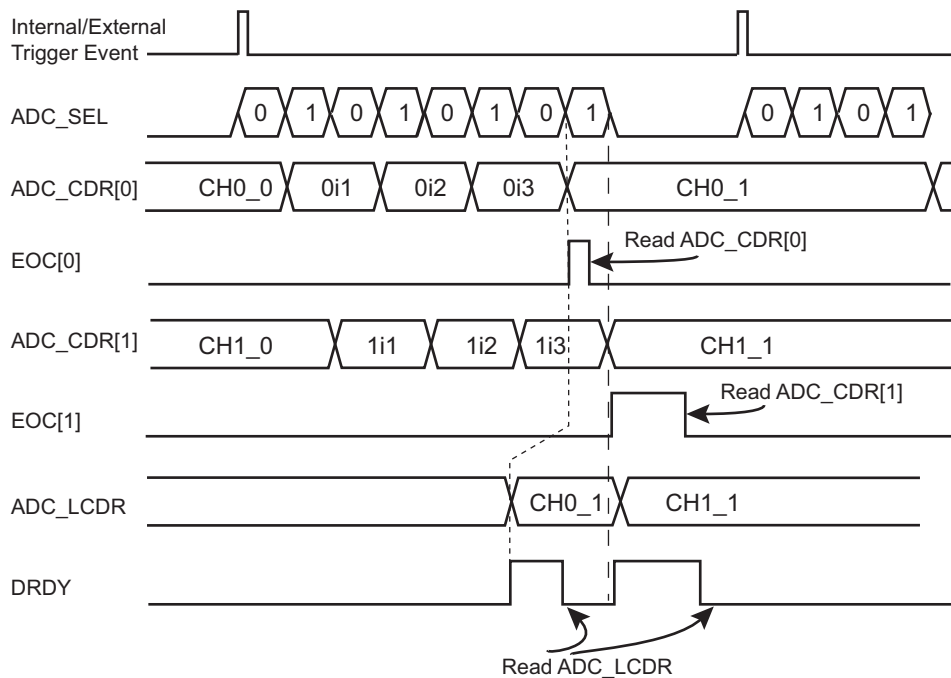 Internal/External
Trigger Event
ADC_SEL 0 1 0 1 0 1 0 1 0 1 0 1
ADC_CDR[0] CH0_0 0i1 0i2 0i3 CH0_1
EOC[0] Read ADC_CDR[0]
ADC_CDR[1] CH1_0 1i1 1i2 1i3 CH1_1
Read ADC_CDR[1]
EOC[1]
ADC_LCDR CH0_1 CH1_1
DRDY
Read ADC_LCDR